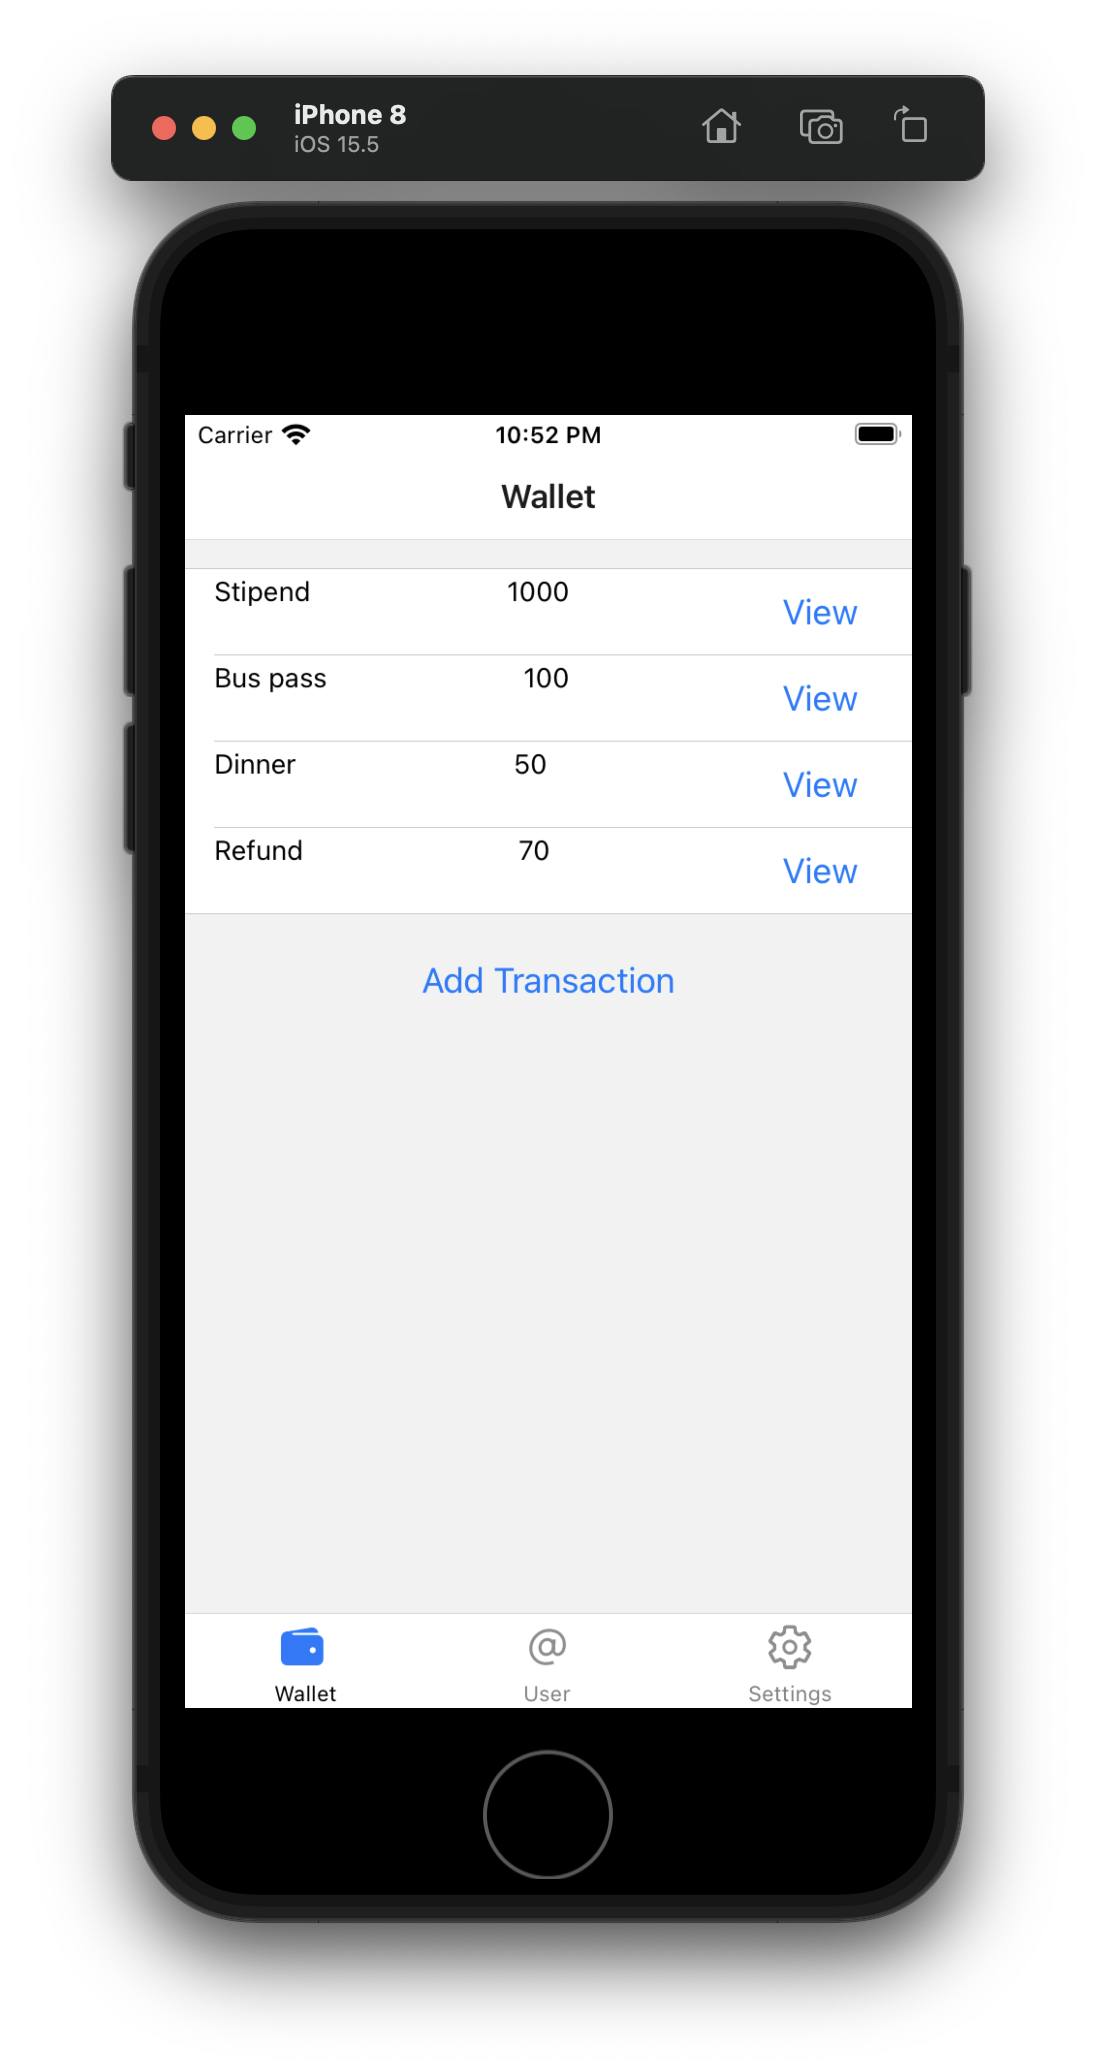 iPhone 8
iOS 15.5
Carrier 10:52 PM
Wallet
Stipend 1000 View
Bus pass 100 View
Dinner 50 View
Refund 70 View
Add Transaction
Wallet @ User Settings